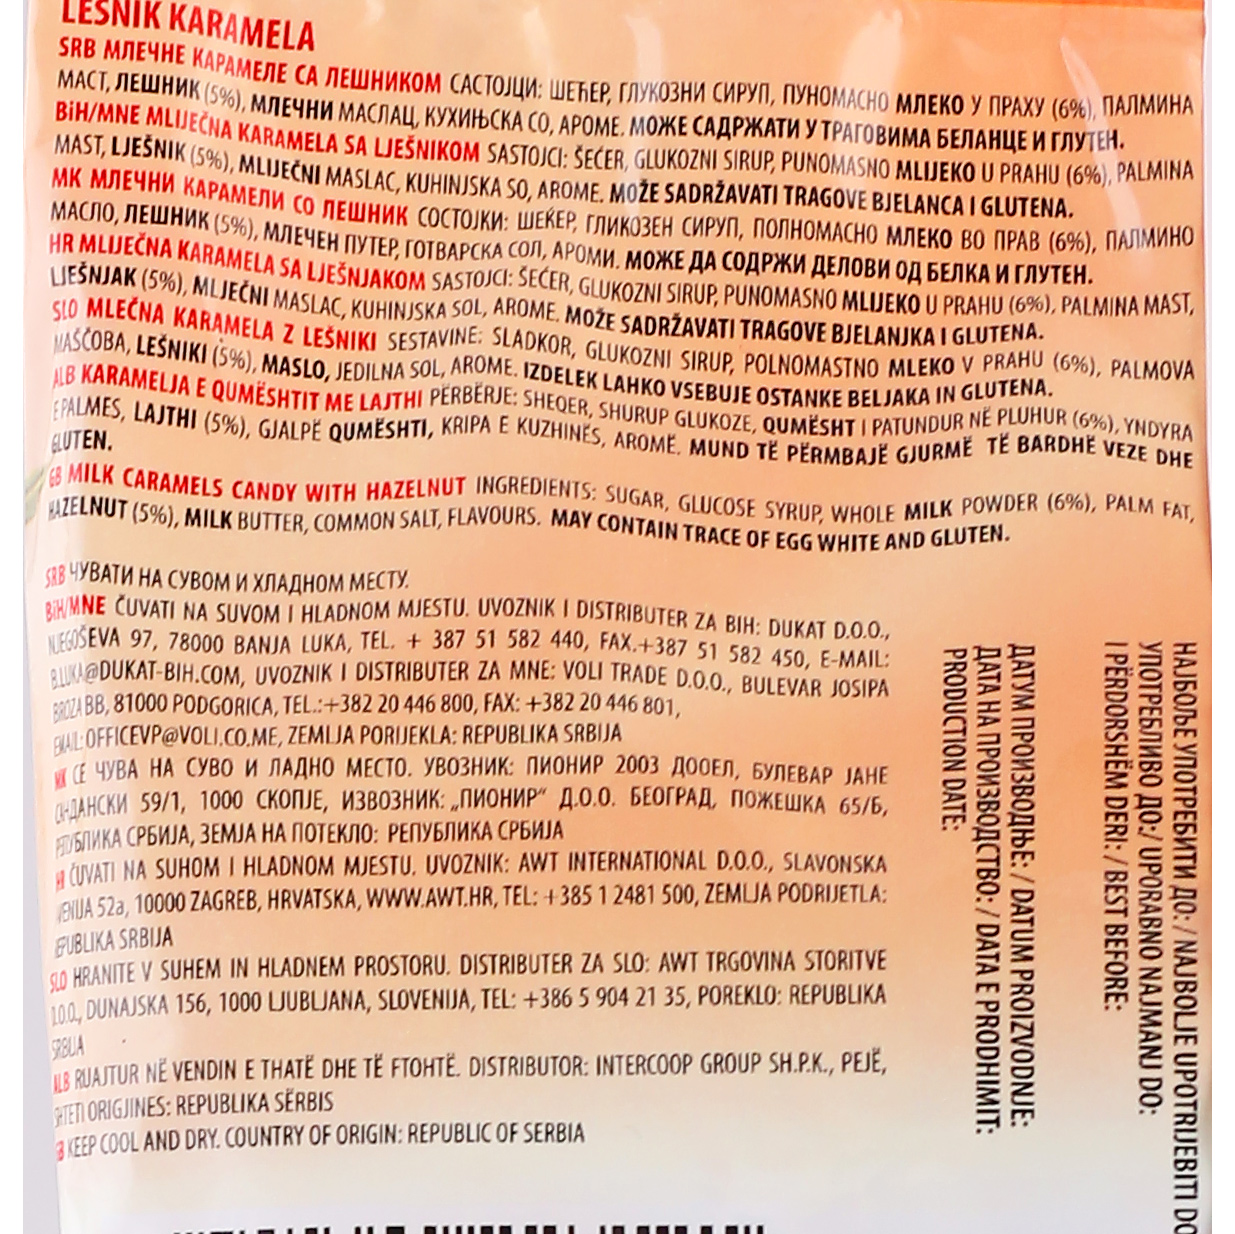 LEŠNIK KARAMELA
SRB МЛЕЧНЕ КАРАМЕЛЕ СА ЛЕШНИКОМ САСТОЈЦИ: ШЕЋЕР, ГЛУКОЗНИ СИРУП, ПУНОМАСНО МЛЕКО У ПРАХУ (6%), ПАЛМИНА
МАСТ, ЛЕШНИК (5%), МЛЕЧНИ МАСЛАЦ, КУХИЊСКА СО, АРОМЕ. МОЖЕ САДРЖАТИ У ТРАГОВИМА БЕЛАНЦЕ И ГЛУТЕН.
BiH/MNE MLIJEČNA KARAMELA SA LJEŠNIKOM SASTOJCI: ŠEĆER, GLUKOZNI SIRUP, PUNOMASNO MLIJEKO U PRAHU (6%), PALMINA
MAST, LJEŠNIK (5%), MLIJEČNI MASLAC, KUHINJSKA SO, AROME. MOŽE SADRŽAVATI TRAGOVE BJELANCA I GLUTENA.
МК МЛЕЧНИ КАРАМЕЛИ СО ЛЕШНИК СОСТОЈКИ: ШЕЌЕР, ГЛИКОЗЕН СИРУП, ПОЛНОМАСНО МЛЕКО ВО ПРАВ (6%), ПАЛМИНО
МАСЛО, ЛЕШНИК (5%), МЛЕЧЕН ПУТЕР, ГОТВАРСКА СОЛ, АРОМИ. МОЖЕ ДА СОДРЖИ ДЕЛОВИ ОД БЕЛКА И ГЛУТЕН.
HR MLIJEČNA KARAMELA SA LJEŠNJAKOM SASTOJCI: ŠEĆER, GLUKOZNI SIRUP, PUNOMASNO MLIJEKO U PRAHU (6%), PALMINA MAST,
LJEŠNJAK (5%), MLJEČNI MASLAC, KUHINJSKA SOL, AROME. MOŽE SADRŽAVATI TRAGOVE BJELANJKA I GLUTENA.
SLO MLEČNA KARAMELA Z LEŠNIKI SESTAVINE: SLADKOR, GLUKOZNI SIRUP, POLNOMASTNO MLEKO V PRAHU (6%), PALMOVA
MAŠČOBA, LEŠNIKI (5%), MASLO, JEDILNA SOL, AROME. IZDELEK LAHKO VSEBUJE OSTANKE BELJAKA IN GLUTENA.
ALB KARAMELJA E QUMËSHTIT ME LAJTHI PËRBËRJE: SHEQER, SHURUP GLUKOZE, QUMËSHT I PATUNDUR NË PLUHUR (6%), YNDYRA
E PALMES, LAJTHI (5%), GJALPË QUMËSHTI, KRIPA E KUZHINËS, AROMË. MUND TË PËRMBAJË GJURMË TË BARDHË VEZE DHE
GLUTEN.
GB MILK CARAMELS CANDY WITH HAZELNUT INGREDIENTS: SUGAR, GLUCOSE SYRUP, WHOLE MILK POWDER (6%), PALM FAT,
HAZELNUT (5%), MILK BUTTER, COMMON SALT, FLAVOURS. MAY CONTAIN TRACE OF EGG WHITE AND GLUTEN.
SRB ЧУВАТИ НА СУВОМ И ХЛАДНОМ МЕСТУ.
BiH/MNE ČUVATI NA SUVOM I HLADNOM MJESTU. UVOZNIK I DISTRIBUTER ZA BIH: DUKAT D.O.O.,
NJEGOŠEVA 97, 78000 BANJA LUKA, TEL. + 387 51 582 440, FAX.+387 51 582 450, E-MAIL:
B.LUKA@DUKAT-BIH.COM, UVOZNIK I DISTRIBUTER ZA MNE: VOLI TRADE D.O.O., BULEVAR JOSIPA
BROZA BB, 81000 PODGORICA, TEL.:+382 20 446 800, FAX: +382 20 446 801,
EMAIL: OFFICEVP@VOLI.CO.ME, ZEMLJA PORIJEKLA: REPUBLIKA SRBIJA
МК СЕ ЧУВА НА СУВО И ЛАДНО МЕСТО. УВОЗНИК: ПИОНИР 2003 ДООЕЛ, БУЛЕВАР ЈАНЕ
САНДАНСКИ 59/1, 1000 СКОПЈЕ, ИЗВОЗНИК: „ПИОНИР“ Д.О.О. БЕОГРАД, ПОЖЕШКА 65/Б,
РЕПУБЛИКА СРБИЈА, ЗЕМЈА НА ПОТЕКЛО: РЕПУБЛИКА СРБИЈА
HR ČUVATI NA SUHOM I HLADNOM MJESTU. UVOZNIK: AWT INTERNATIONAL D.O.O., SLAVONSKA
AVENIJA 52a, 10000 ZAGREB, HRVATSKA, WWW.AWT.HR, TEL: +385 1 2481 500, ZEMLJA PODRIJETLA:
REPUBLIKA SRBIJA
SLO HRANITE V SUHEM IN HLADNEM PROSTORU. DISTRIBUTER ZA SLO: AWT TRGOVINA STORITVE
D.O.O., DUNAJSKA 156, 1000 LJUBLJANA, SLOVENIJA, TEL: +386 5 904 21 35, POREKLO: REPUBLIKA
SRBIJA
ALB RUAJTUR NË VENDIN E THATË DHE TË FTOHTË. DISTRIBUTOR: INTERCOOP GROUP SH.P.K., PEJË,
SHTETI ORIGJINES: REPUBLIKA SËRBIS
GB KEEP COOL AND DRY. COUNTRY OF ORIGIN: REPUBLIC OF SERBIA
НАЈБОЉЕ УПОТРЕБИТИ ДО: / NAJBOLJE UPOTRIJEBITI DO
УПОТРЕБЛИВО ДО:/ UPORABNO NAJMANJ DO:
I PËRDORSHËM DERI: / BEST BEFORE:
ДАТУМ ПРОИЗВОДЊЕ: / DATUM PROIZVODNJE:
ДАТА НА ПРОИЗВОДСТВО: / DATA E PRODHIMIT:
PRODUCTION DATE: